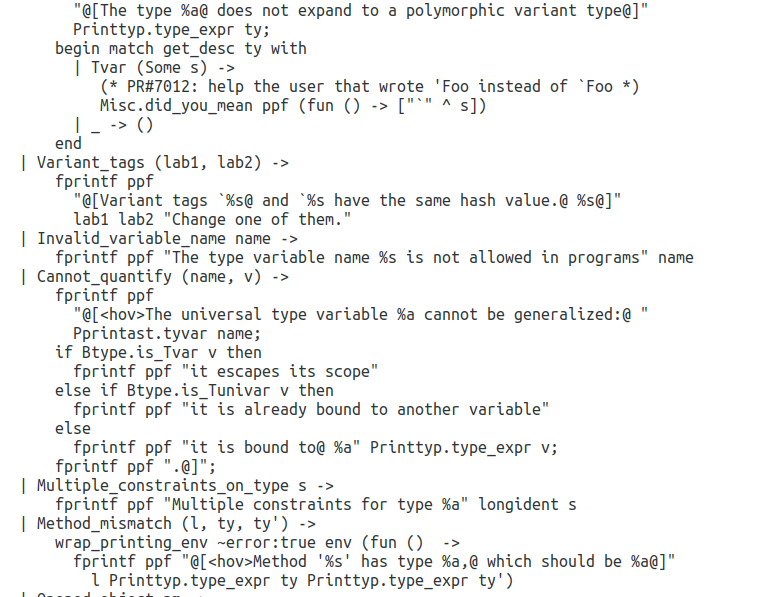 "@[The type %a@ does not expand to a polymorphic variant type@]"
Printtyp.type_expr ty;
begin match get_desc ty with
| Tvar (Some s) ->
(* PR#7012: help the user that wrote 'Foo instead of `Foo *)
Misc.did_you_mean ppf (fun () -> ["`" ^ s])
| _ -> ()
end
| Variant_tags (lab1, lab2) ->
fprintf ppf
"@[Variant tags `%s@ and `%s have the same hash value.@ %s@]"
lab1 lab2 "Change one of them."
| Invalid_variable_name name ->
fprintf ppf "The type variable name %s is not allowed in programs" name
| Cannot_quantify (name, v) ->
fprintf ppf
"@[<hov>The universal type variable %a cannot be generalized:@ "
Pprintast.tyvar name;
if Btype.is_Tvar v then
fprintf ppf "it escapes its scope"
else if Btype.is_Tunivar v then
fprintf ppf "it is already bound to another variable"
else
fprintf ppf "it is bound to@ %a" Printtyp.type_expr v;
fprintf ppf ".@]";
| Multiple_constraints_on_type s ->
fprintf ppf "Multiple constraints for type %a" longident s
| Method_mismatch (l, ty, ty') ->
wrap_printing_env ~error:true env (fun ()  ->
fprintf ppf "@[<hov>Method '%s' has type %a,@ which should be %a@]"
l Printtyp.type_expr ty Printtyp.type_expr ty')